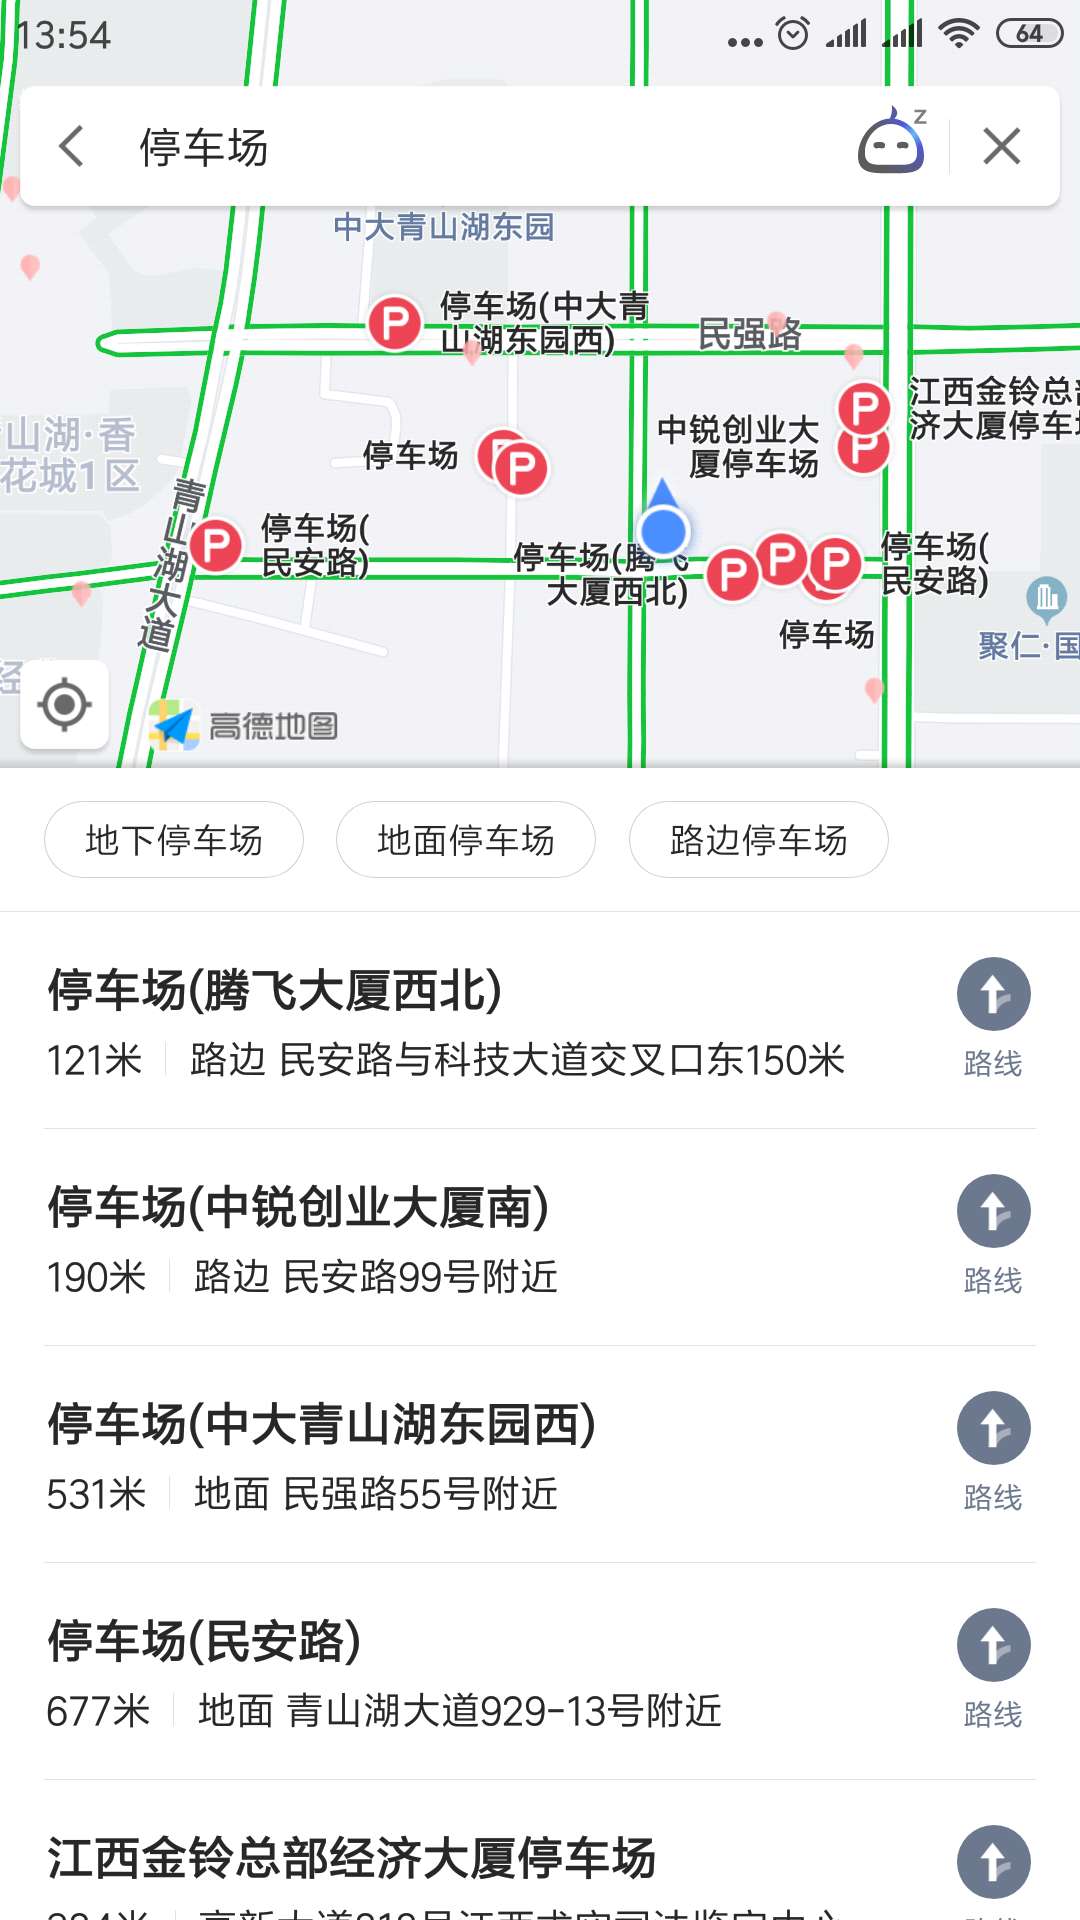 13:54
64
停车场
z
中大青山湖东园
停车场(中大青
山湖东园西)
民强路
江西金铃总部
济大厦停车场
中锐创业大
厦停车场
山湖·香
花城1区
停车场
青山湖大道
停车场(
民安路)
停车场(腾飞
大厦西北)
停车场(
民安路)
停车场
聚仁·国
经
高德地图
P
P
P
P
P
P
P
P
P
地下停车场
地面停车场
路边停车场
停车场(腾飞大厦西北)
121米 路边 民安路与科技大道交叉口东150米
路线
停车场(中锐创业大厦南)
190米 路边 民安路99号附近
路线
停车场(中大青山湖东园西)
531米 地面 民强路55号附近
路线
停车场(民安路)
677米 地面 青山湖大道929-13号附近
路线
江西金铃总部经济大厦停车场